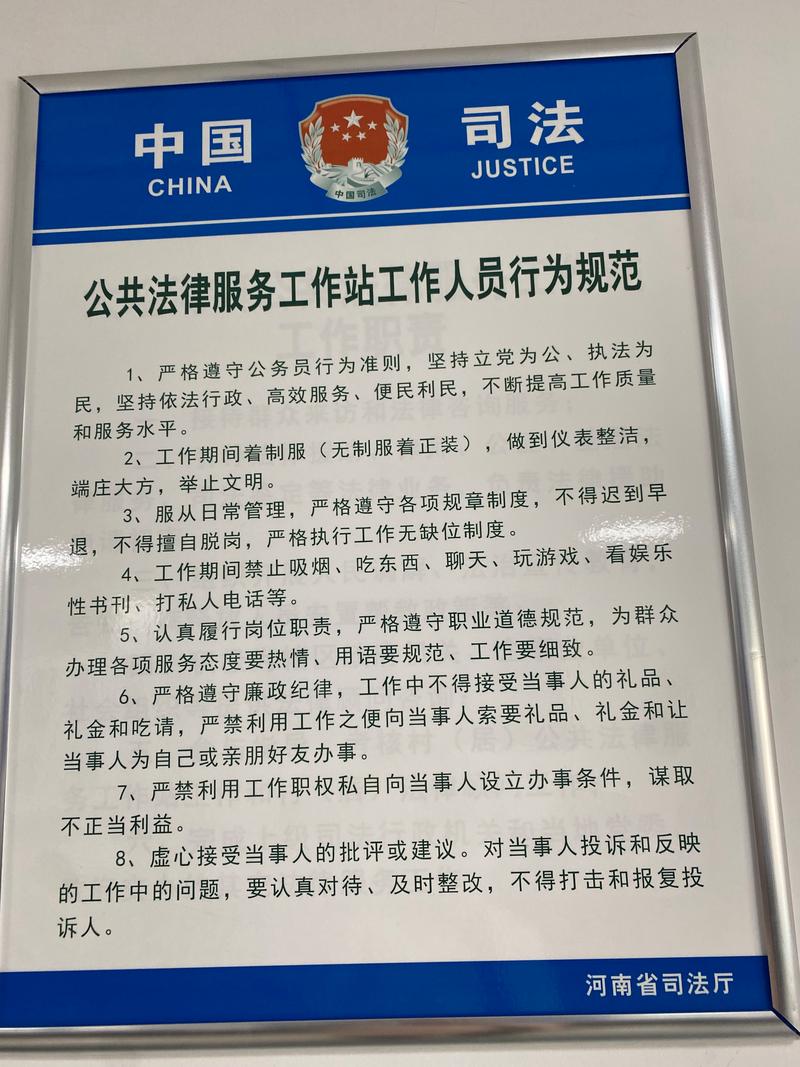 中国 司法
CHINA JUSTICE
中国司法
公共法律服务工作站工作人员行为规范
1、严格遵守公务员行为准则，坚持立党为公、执法为
民，坚持依法行政、高效服务、便民利民，不断提高工作质量
和服务水平。
2、工作期间着制服（无制服着正装），做到仪表整洁，
端庄大方，举止文明。
3、服从日常管理，严格遵守各项规章制度，不得迟到早
退，不得擅自脱岗，严格执行工作无缺位制度。
4、工作期间禁止吸烟、吃东西、聊天、玩游戏、看娱乐
性书刊、打私人电话等。
5、认真履行岗位职责，严格遵守职业道德规范，为群众
办理各项服务态度要热情、用语要规范、工作要细致。
6、严格遵守廉政纪律，工作中不得接受当事人的礼品、
礼金和吃请，严禁利用工作之便向当事人索要礼品、礼金和让
当事人为自己或亲朋好友办事。
7、严禁利用工作职权私自向当事人设立办事条件，谋取
不正当利益。
8、虚心接受当事人的批评或建议。对当事人投诉和反映
的工作中的问题，要认真对待、及时整改，不得打击和报复投
诉人。
河南省司法厅